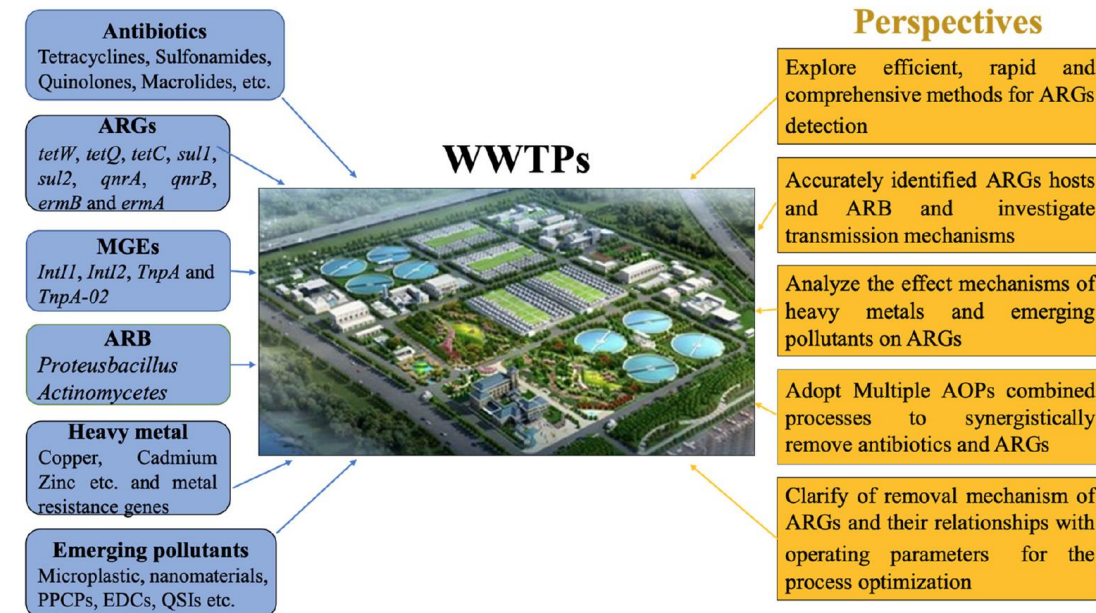 Antibiotics
Tetracyclines, Sulfonamides,
Quinolones, Macrolides, etc.
ARGs
tetW, tetQ, tetC, sul1,
sul2, qnrA, qnrB,
ermB and ermA
MGEs
IntI1, IntI2, TnpA and
TnpA-02
ARB
Proteusbacillus
Actinomycetes
Heavy metal
Copper, Cadmium
Zinc etc. and metal
resistance genes
Emerging pollutants
Microplastic, nanomaterials,
PPCPs, EDCs, QSIs etc.
WWTPs
Perspectives
Explore efficient, rapid and
comprehensive methods for ARGs
detection
Accurately identified ARGs hosts
and ARB and investigate
transmission mechanisms
Analyze the effect mechanisms of
heavy metals and emerging
pollutants on ARGs
Adopt Multiple AOPs combined
processes to synergistically
remove antibiotics and ARGs
Clarify of removal mechanism of
ARGs and their relationships with
operating parameters for the
process optimization